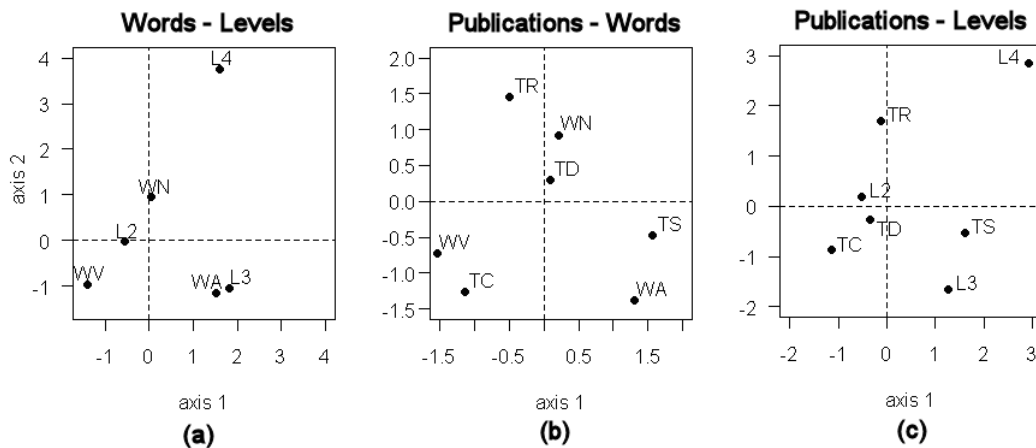 Words - Levels
4
3
2
1
0
-1
axis 2
L4
WN
L2
WV
WA
L3
-1 0 1 2 3 4
axis 1
(a)
Publications - Words
2.0
1.5
1.0
0.5
0.0
-0.5
-1.0
-1.5
TR
WN
TD
TS
WV
TC
WA
-1.5 -0.5 0.5 1.5
axis 1
(b)
Publications - Levels
3
2
1
0
-1
-2
L4
TR
L2
TD
TS
TC
L3
-2 -1 0 1 2 3
axis 1
(c)